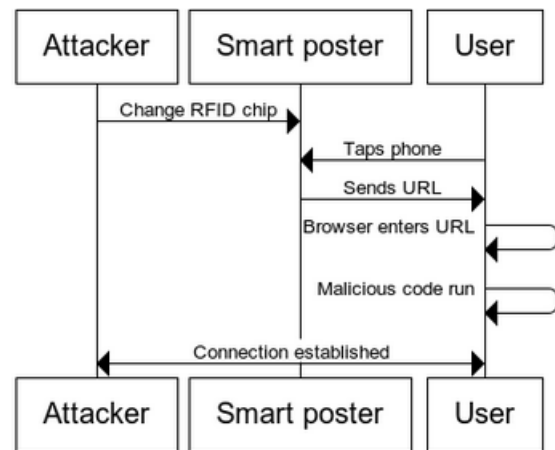 Attacker
Smart poster
User
Change RFID chip
Taps phone
Sends URL
Browser enters URL
Malicious code run
Connection established
Attacker
Smart poster
User